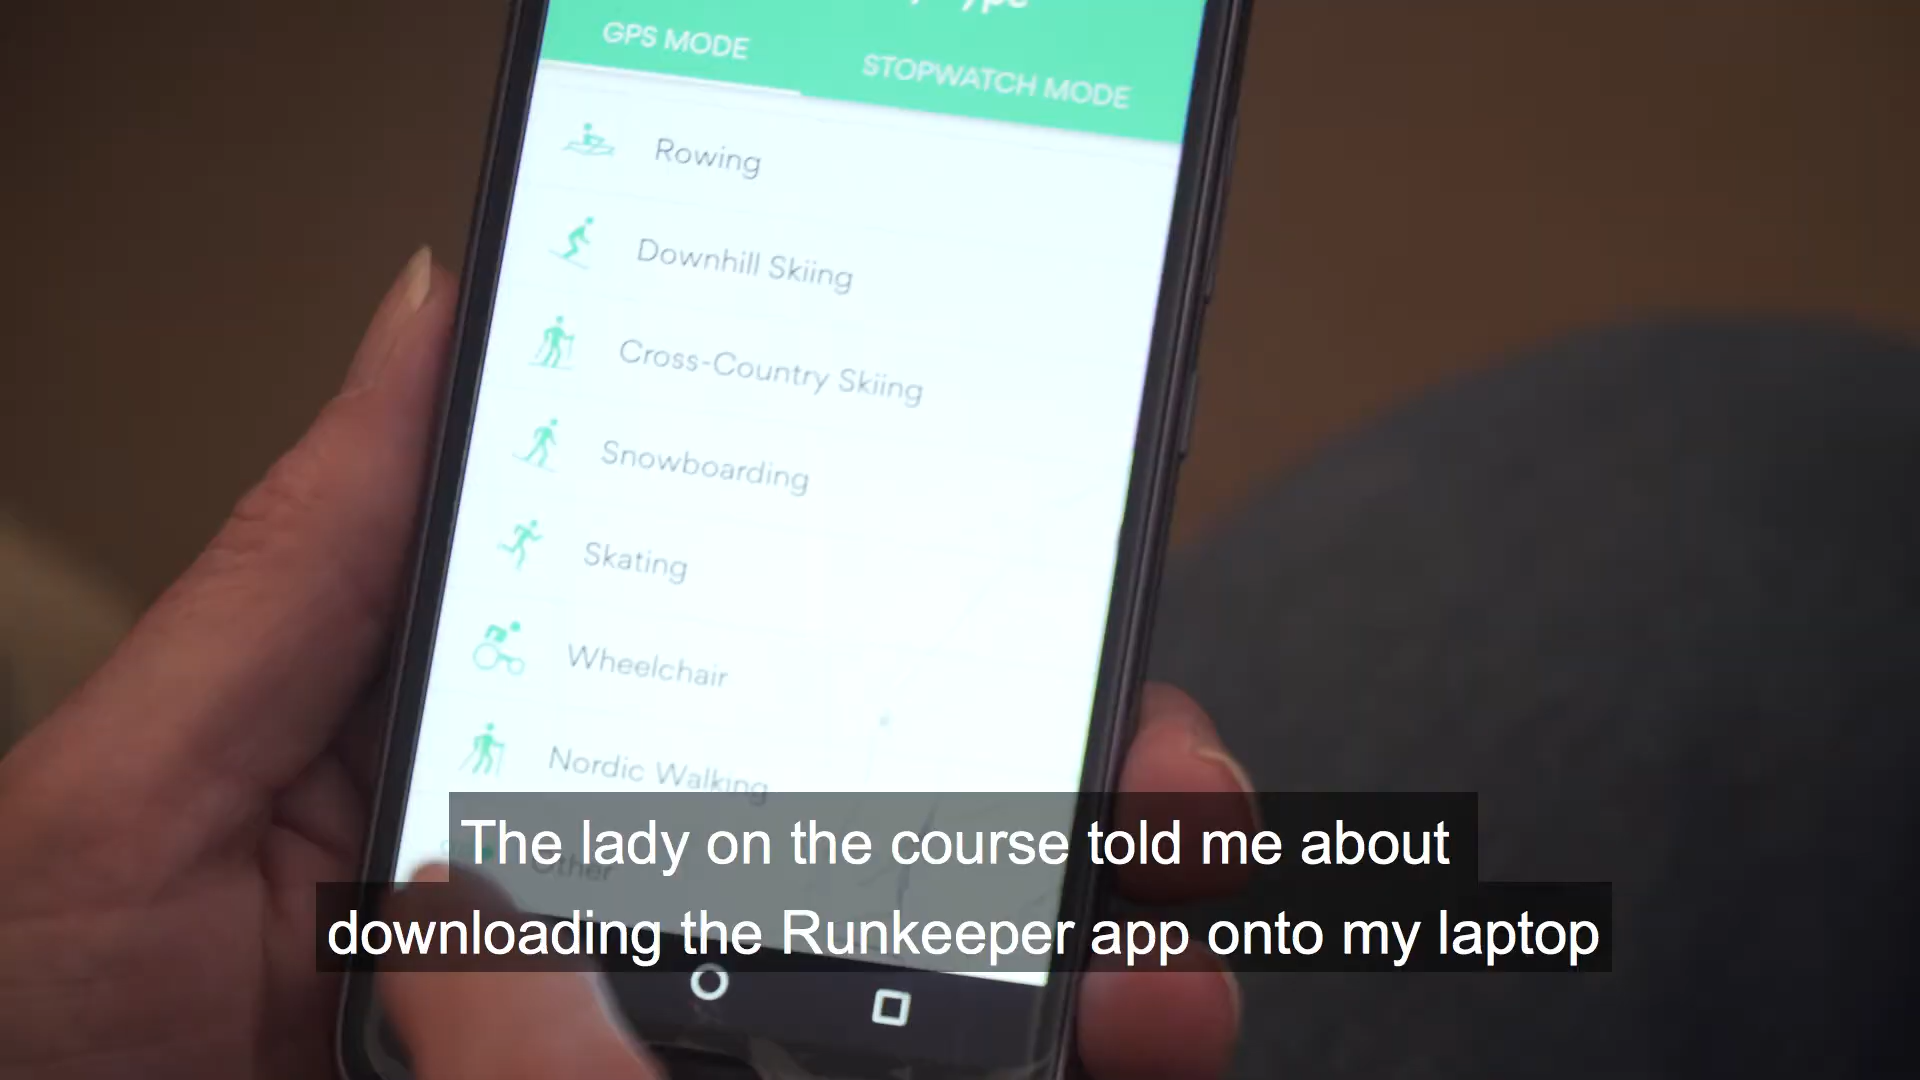 GPS MODE
STOPWATCH MODE
Rowing
Downhill Skiing
Cross-Country Skiing
Snowboarding
Skating
Wheelchair
Nordic Walking
Other
The lady on the course told me about
downloading the Runkeeper app onto my laptop